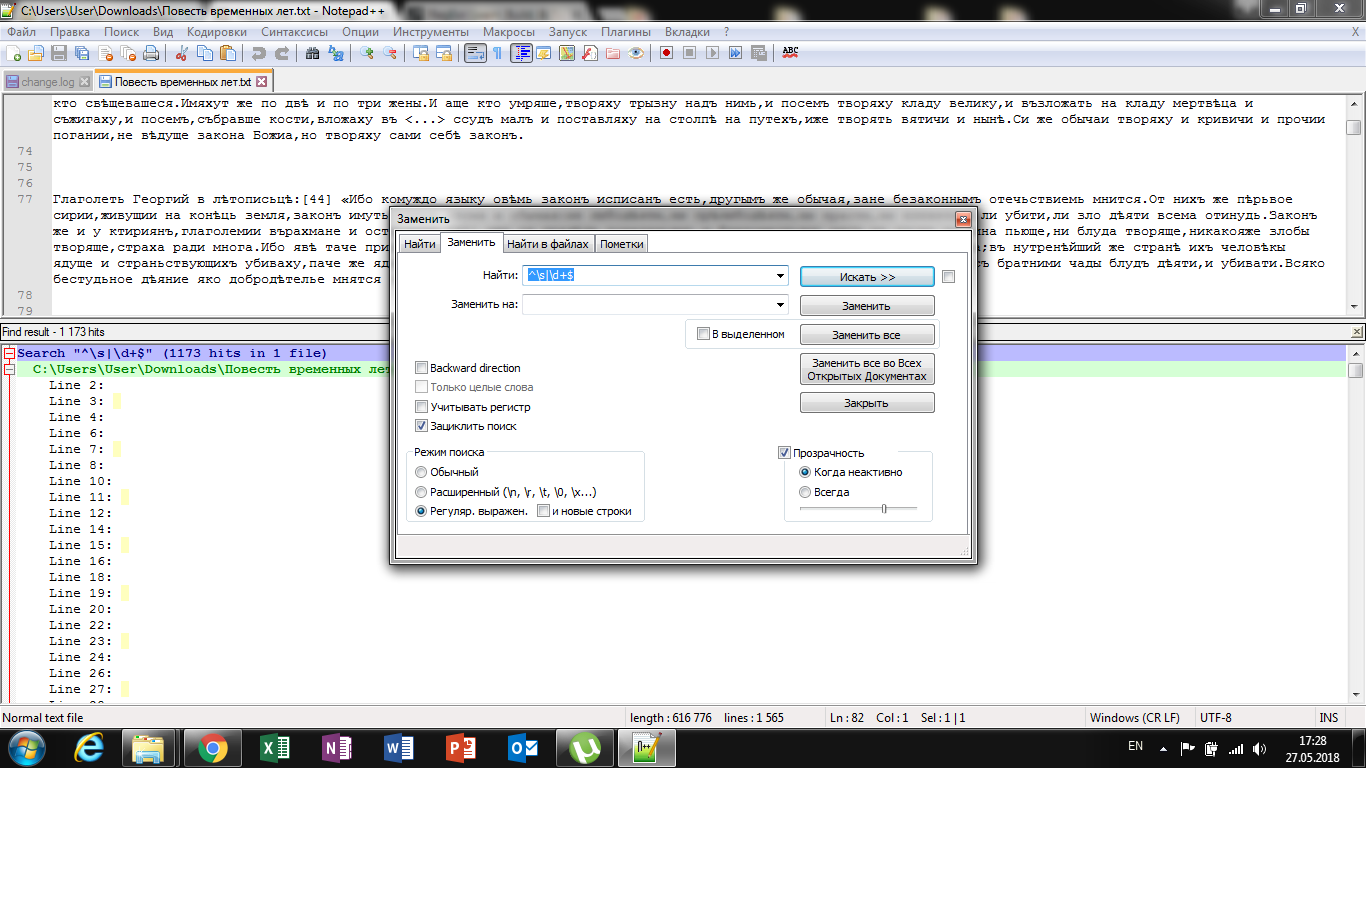 C:\Users\User\Downloads\Повесть временных лет.txt - Notepad++
Файл Правка Поиск Вид Кодировки Синтаксисы Опции Инструменты Макросы Запуск Плагины Вкладки ? X
change.log Повесть временных лет.txt
кто свѣщевашеся.Имяхут же по двѣ и по три жены.И аще кто умряше,творяху трызну надъ нимь,и посемъ творяху кладу велику,и възложать на кладу мертвѣца и
съжигаху,и посемъ,събравше кости,вложаху въ <...> ссудъ малъ и поставляху на столпѣ на путехъ,иже творять вятичи и нынѣ.Си же обычаи творяху и кривичи и прочии
погании,не вѣдуще закона Божиа,но творяху сами себѣ законъ.
74
75
76
77 Глаголеть Георгий в лѣтописьцѣ:[44] «Ибо комуждо языку овѣмь законъ исписанъ есть,другымъ же обычая,зане безаконнымъ отечьствиемь мнится.От нихъ же пѣрьвое
сирии,живущии на конѣць земля,законъ имуть ли убити,ли зло дѣяти всема отинудь.Законъ
же и у ктириянъ,глаголемии върахмане и ост на пьюще,ни блуда творяще,никакояже злобы
творяще,страха ради многа.Ибо явѣ таче при ;въ нутренѣйший же странѣ ихъ человѣкы
ядуще и страньствующихъ убиваху,паче же яд ъ братними чады блудъ дѣяти,и убивати.Всяко
бестудьное дѣяние яко добродѣтелье мнятся
78
79
Заменить
Найти Заменить Найти в файлах Пометки
Найти: ^\s|\d+$ Искать >>
Заменить на: Заменить
В выделенном Заменить все
Заменить все во Всех
Открытых Документах
Закрыть
Backward direction
Только целые слова
Учитывать регистр
Зациклить поиск
Режим поиска
Обычный
Расширенный (\n, \r, \t, \0, \x...)
Регуляр. выражен. и новые строки
Прозрачность
Когда неактивно
Всегда
Find result - 1 173 hits
Search "^\s|\d+$" (1173 hits in 1 file)
C:\Users\User\Downloads\Повесть временных лет
Line 2:
Line 3:
Line 4:
Line 6:
Line 7:
Line 8:
Line 10:
Line 11:
Line 12:
Line 14:
Line 15:
Line 16:
Line 18:
Line 19:
Line 20:
Line 22:
Line 23:
Line 24:
Line 26:
Line 27:
Normal text file length : 616 776 lines : 1 565 Ln : 82 Col : 1 Sel : 1 | 1 Windows (CR LF) UTF-8 INS
EN 17:28
27.05.2018